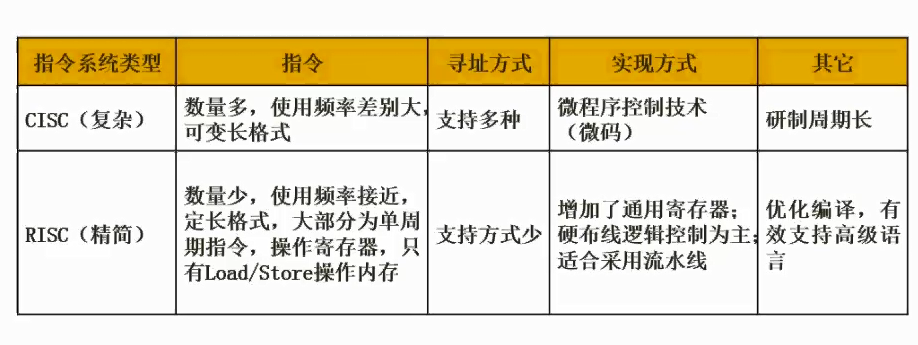 指令系统类型
指令
寻址方式
实现方式
其它
CISC（复杂）
数量多，使用频率差别大，
可变长格式
支持多种
微程序控制技术
（微码）
研制周期长
RISC（精简）
数量少，使用频率接近，
定长格式，大部分为单周
期指令，操作寄存器，只
有Load/Store操作内存
支持方式少
增加了通用寄存器；
硬布线逻辑控制为主；
适合采用流水线
优化编译，有
效支持高级语
言